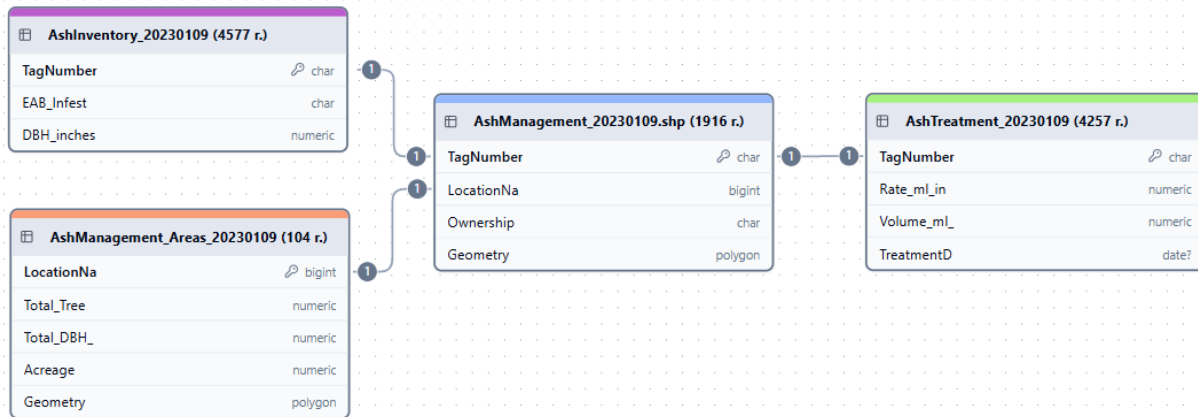 AshInventory_20230109 (4577 r.)
TagNumber char
EAB_Infest char
DBH_inches numeric
1
1
AshManagement_Areas_20230109 (104 r.)
LocationNa bigint
Total_Tree numeric
Total_DBH_ numeric
Acreage numeric
Geometry polygon
1
1
AshManagement_20230109.shp (1916 r.)
TagNumber char
LocationNa bigint
Ownership char
Geometry polygon
1
1
AshTreatment_20230109 (4257 r.)
TagNumber char
Rate_ml_in numeric
Volume_ml_ numeric
TreatmentD date?